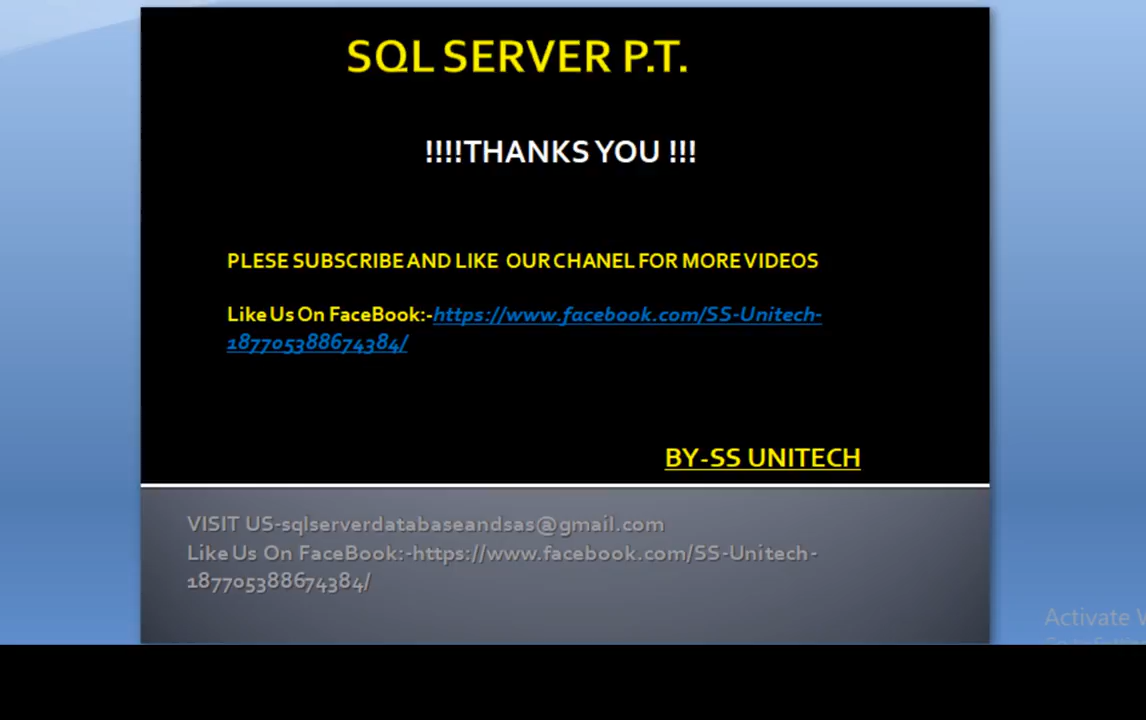 SQL SERVER P.T.
!!!!THANKS YOU !!!
PLESE SUBSCRIBE AND LIKE OUR CHANEL FOR MORE VIDEOS
Like Us On FaceBook:-https://www.facebook.com/SS-Unitech-
187705388674384/
BY-SS UNITECH
VISIT US-sqlserverdatabaseandsas@gmail.com
Like Us On FaceBook:-https://www.facebook.com/SS-Unitech-
187705388674384/
Activate